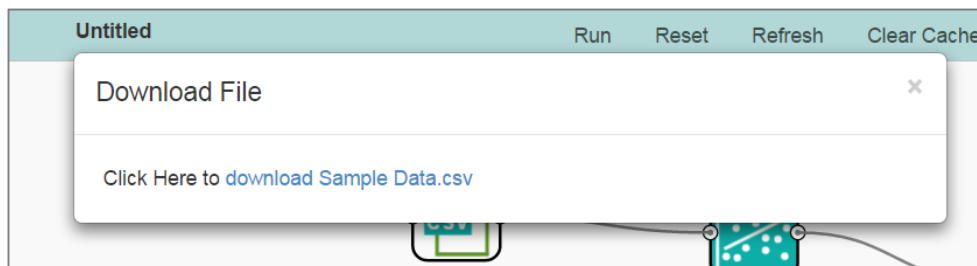 Untitled
Run Reset Refresh Clear Cache
Download File ×
Click Here to download Sample Data.csv
CSV